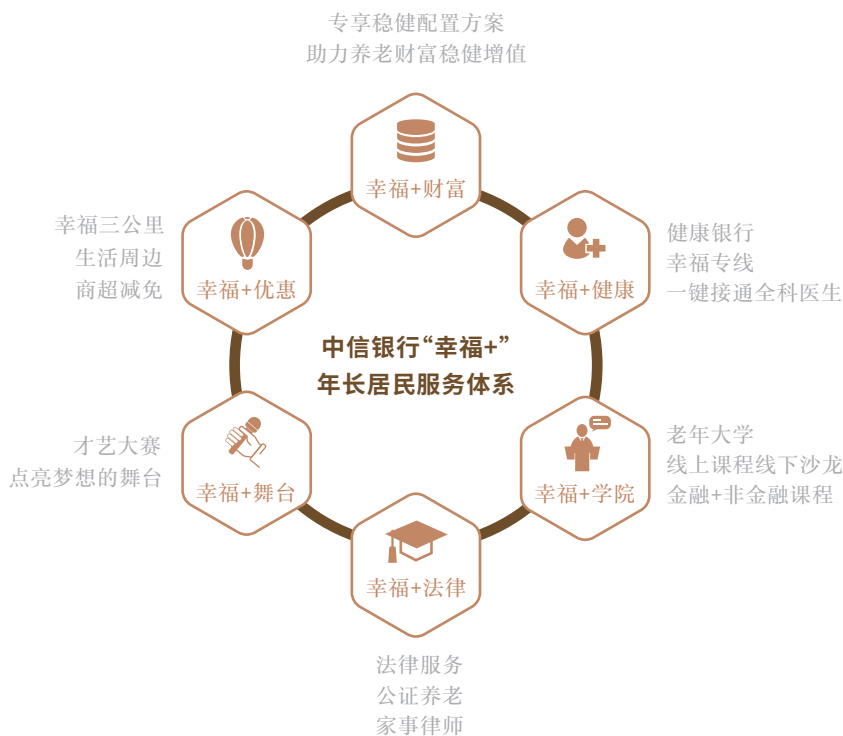 专享稳健配置方案
助力养老财富稳健增值
幸福+财富
幸福三公里
生活周边
商超减免
幸福+优惠
幸福+健康
健康银行
幸福专线
一键接通全科医生
中信银行“幸福+”
年长居民服务体系
才艺大赛
点亮梦想的舞台
幸福+舞台
幸福+学院
老年大学
线上课程线下沙龙
金融+非金融课程
幸福+法律
法律服务
公证养老
家事律师